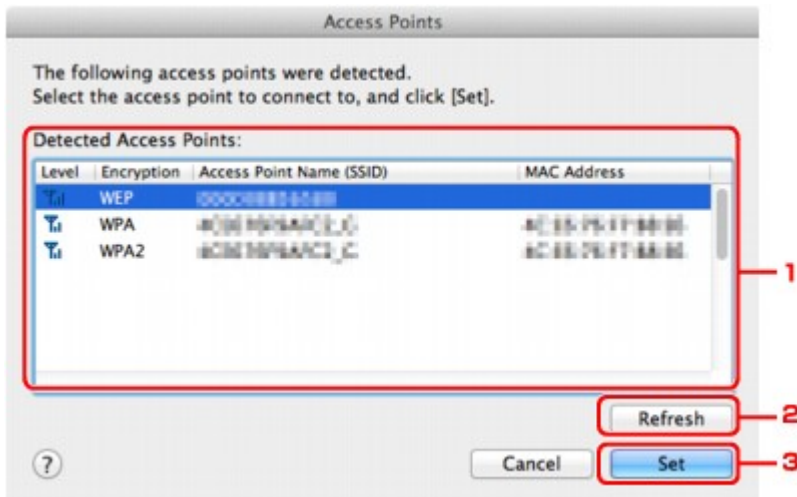 Access Points
The following access points were detected.
Select the access point to connect to, and click [Set].
Detected Access Points:
Level Encryption Access Point Name (SSID) MAC Address
WEP
WPA
WPA2
1
Refresh
2
?
Cancel
Set
3